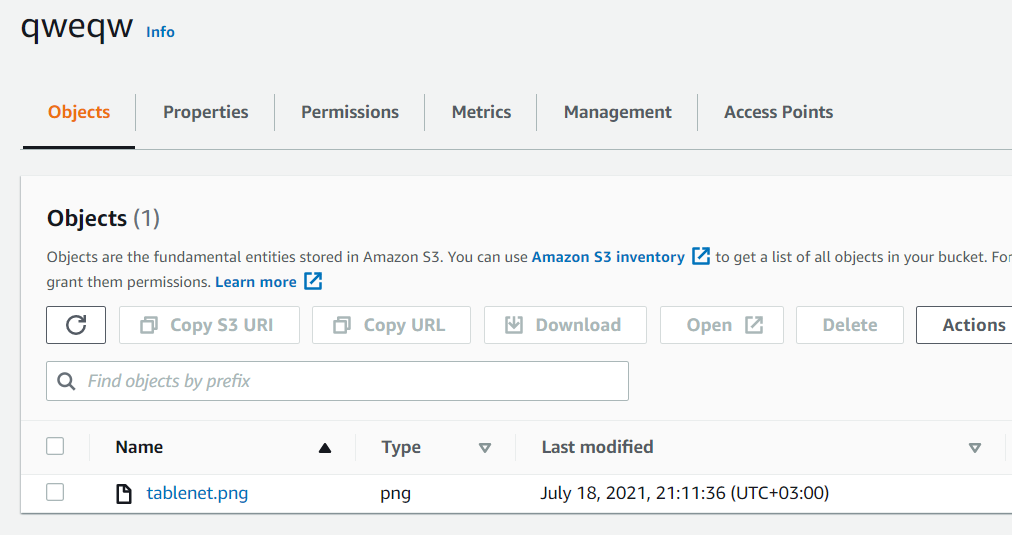 qweqw Info
Objects Properties Permissions Metrics Management Access Points
Objects (1)
Objects are the fundamental entities stored in Amazon S3. You can use Amazon S3 inventory to get a list of all objects in your bucket. For
grant them permissions. Learn more
Copy S3 URI Copy URL Download Open Delete Actions
Find objects by prefix
Name Type Last modified
tablenet.png png July 18, 2021, 21:11:36 (UTC+03:00)